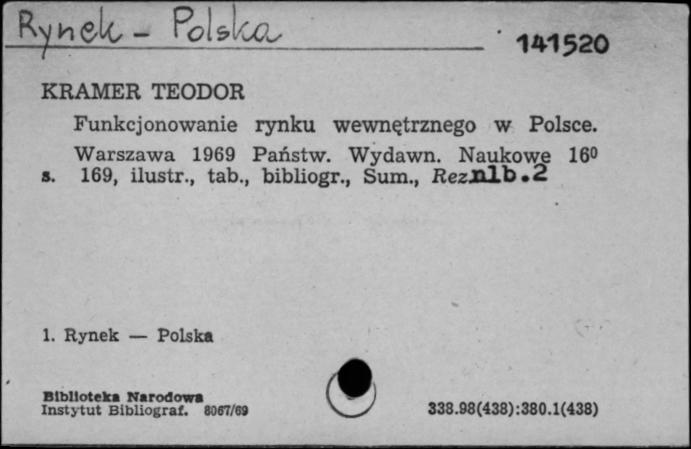 Rynek - Polska
141520
KRAMER TEODOR
Funkcjonowanie rynku wewnętrznego w Polsce.
Warszawa 1969 Państw. Wydawn. Naukowe 16⁰
s. 169, ilustr., tab., bibliogr., Sum., Rez. nlb.2
1. Rynek — Polska
Biblioteka Narodowa
Instytut Bibliograf. 8067/69
338.98(438):380.1(438)